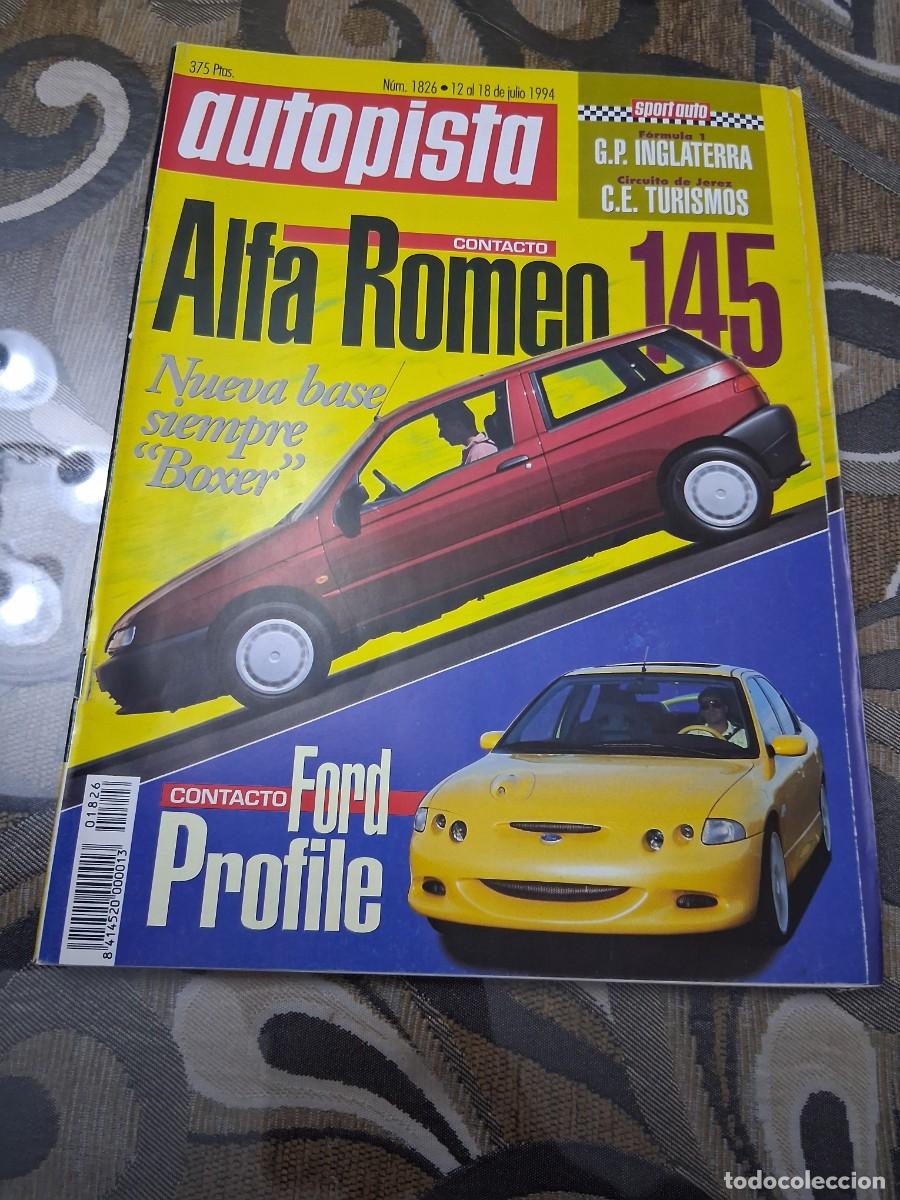 375 Ptas.
Núm. 1826 • 12 al 18 de julio 1994
autopista
sport auto
Fórmula 1
G.P. INGLATERRA
Circuito de Jerez
C.E. TURISMOS
CONTACTO
Alfa Romeo 145
Nueva base
siempre
"Boxer"
CONTACTO
Ford
Profile
01826
8 414520 000013
todocoleccion